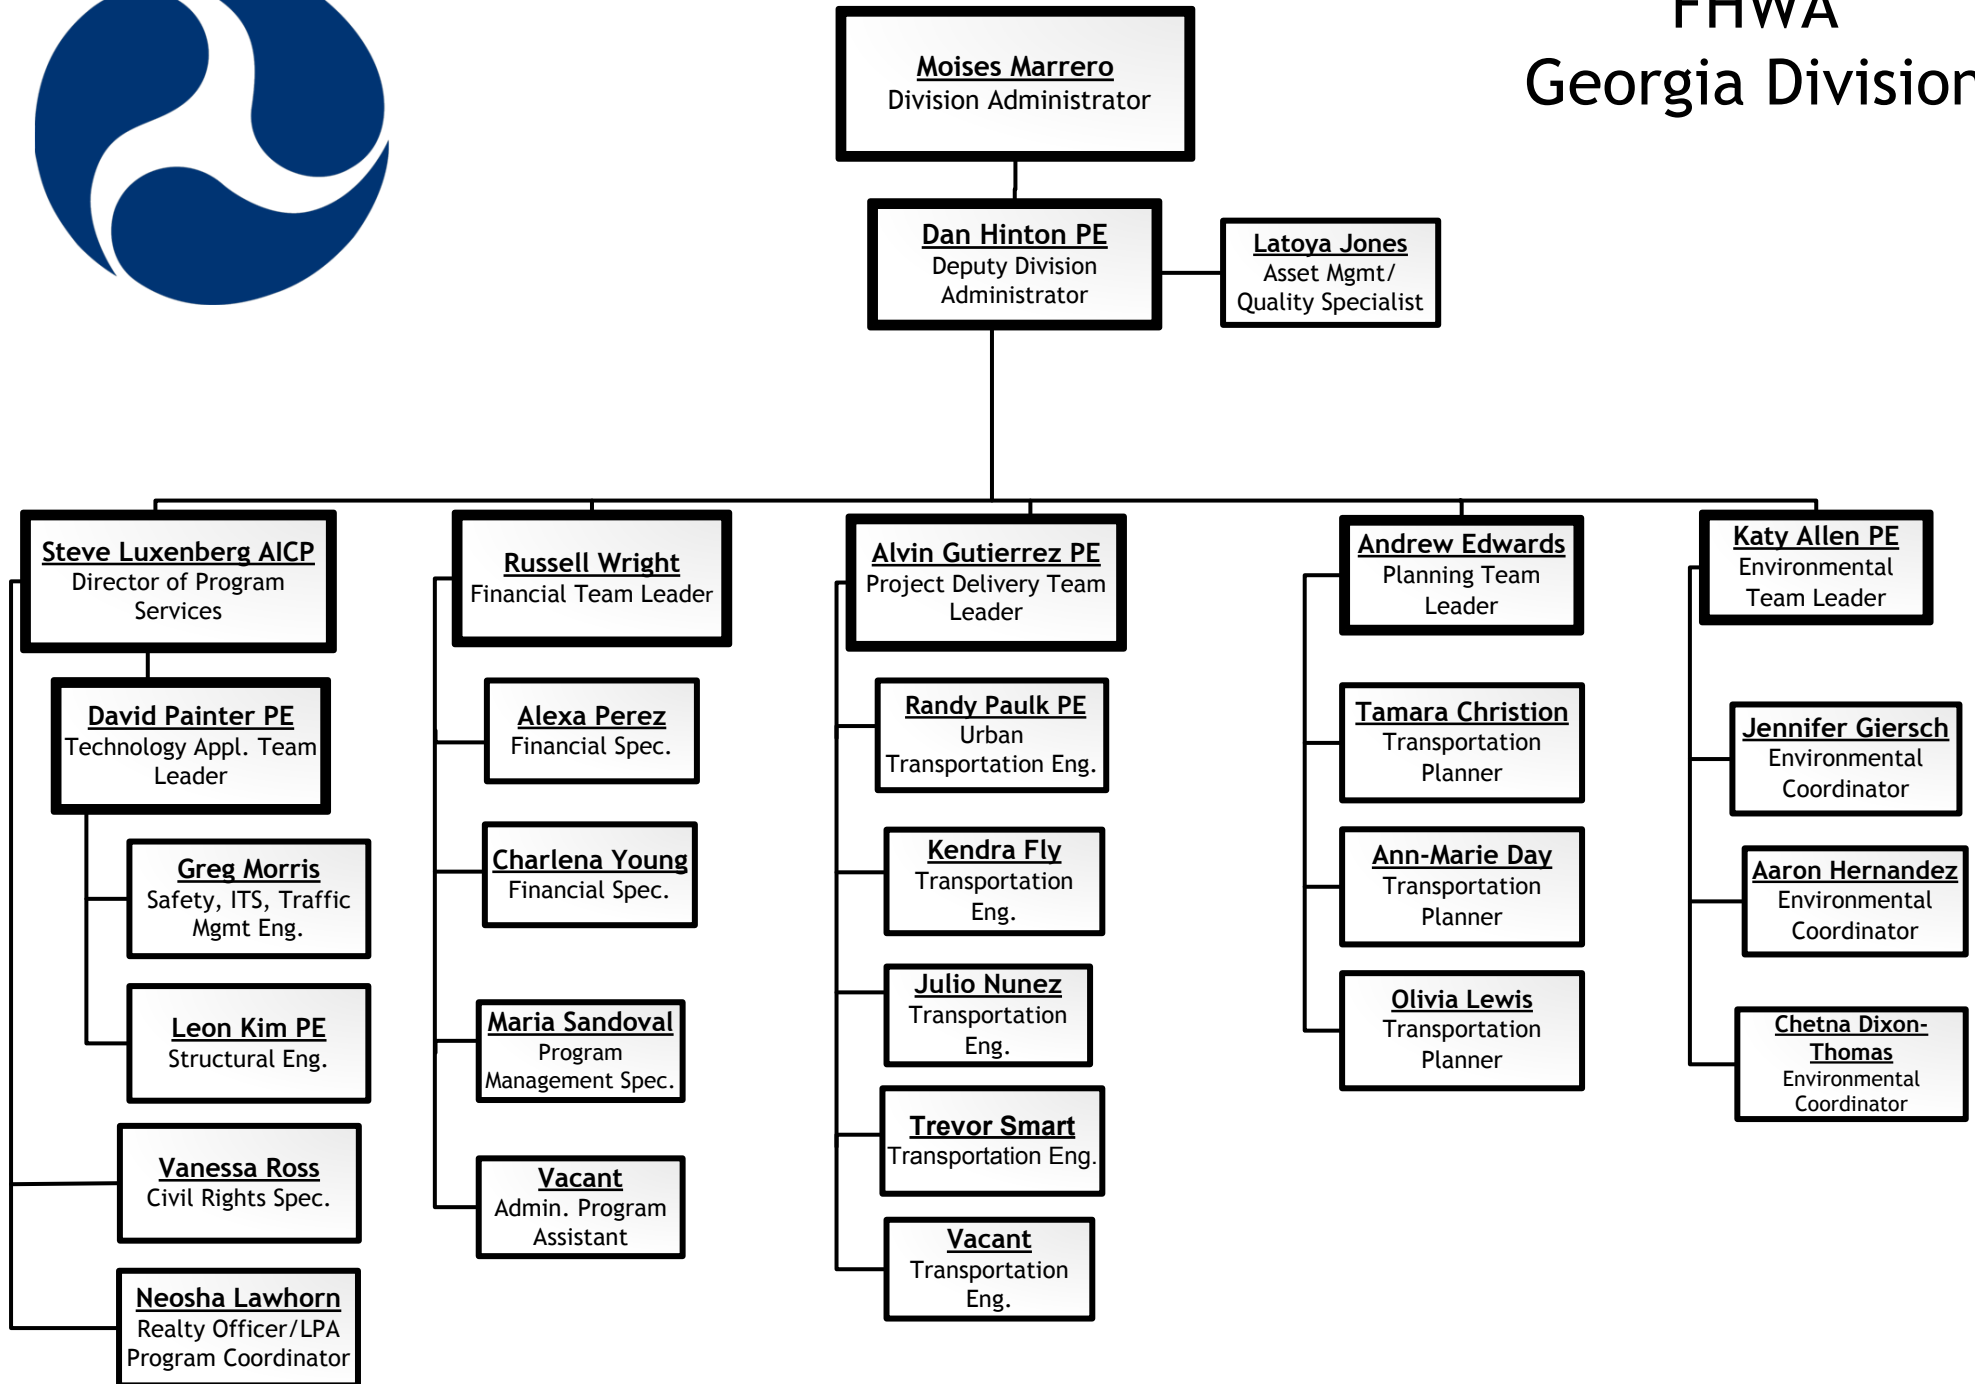 FHWA
Georgia Division
Moises Marrero
Division Administrator
Dan Hinton PE
Deputy Division
Administrator
Latoya Jones
Asset Mgmt/
Quality Specialist
Steve Luxenberg AICP
Director of Program
Services
David Painter PE
Technology Appl. Team
Leader
Greg Morris
Safety, ITS, Traffic
Mgmt Eng.
Leon Kim PE
Structural Eng.
Vanessa Ross
Civil Rights Spec.
Neosha Lawhorn
Realty Officer/LPA
Program Coordinator
Russell Wright
Financial Team Leader
Alexa Perez
Financial Spec.
Charlena Young
Financial Spec.
Maria Sandoval
Program
Management Spec.
Vacant
Admin. Program
Assistant
Alvin Gutierrez PE
Project Delivery Team
Leader
Randy Paulk PE
Urban
Transportation Eng.
Kendra Fly
Transportation
Eng.
Julio Nunez
Transportation
Eng.
Trevor Smart
Transportation Eng.
Vacant
Transportation
Eng.
Andrew Edwards
Planning Team
Leader
Tamara Christion
Transportation
Planner
Ann-Marie Day
Transportation
Planner
Olivia Lewis
Transportation
Planner
Katy Allen PE
Environmental
Team Leader
Jennifer Giersch
Environmental
Coordinator
Aaron Hernandez
Environmental
Coordinator
Chetna Dixon-
Thomas
Environmental
Coordinator